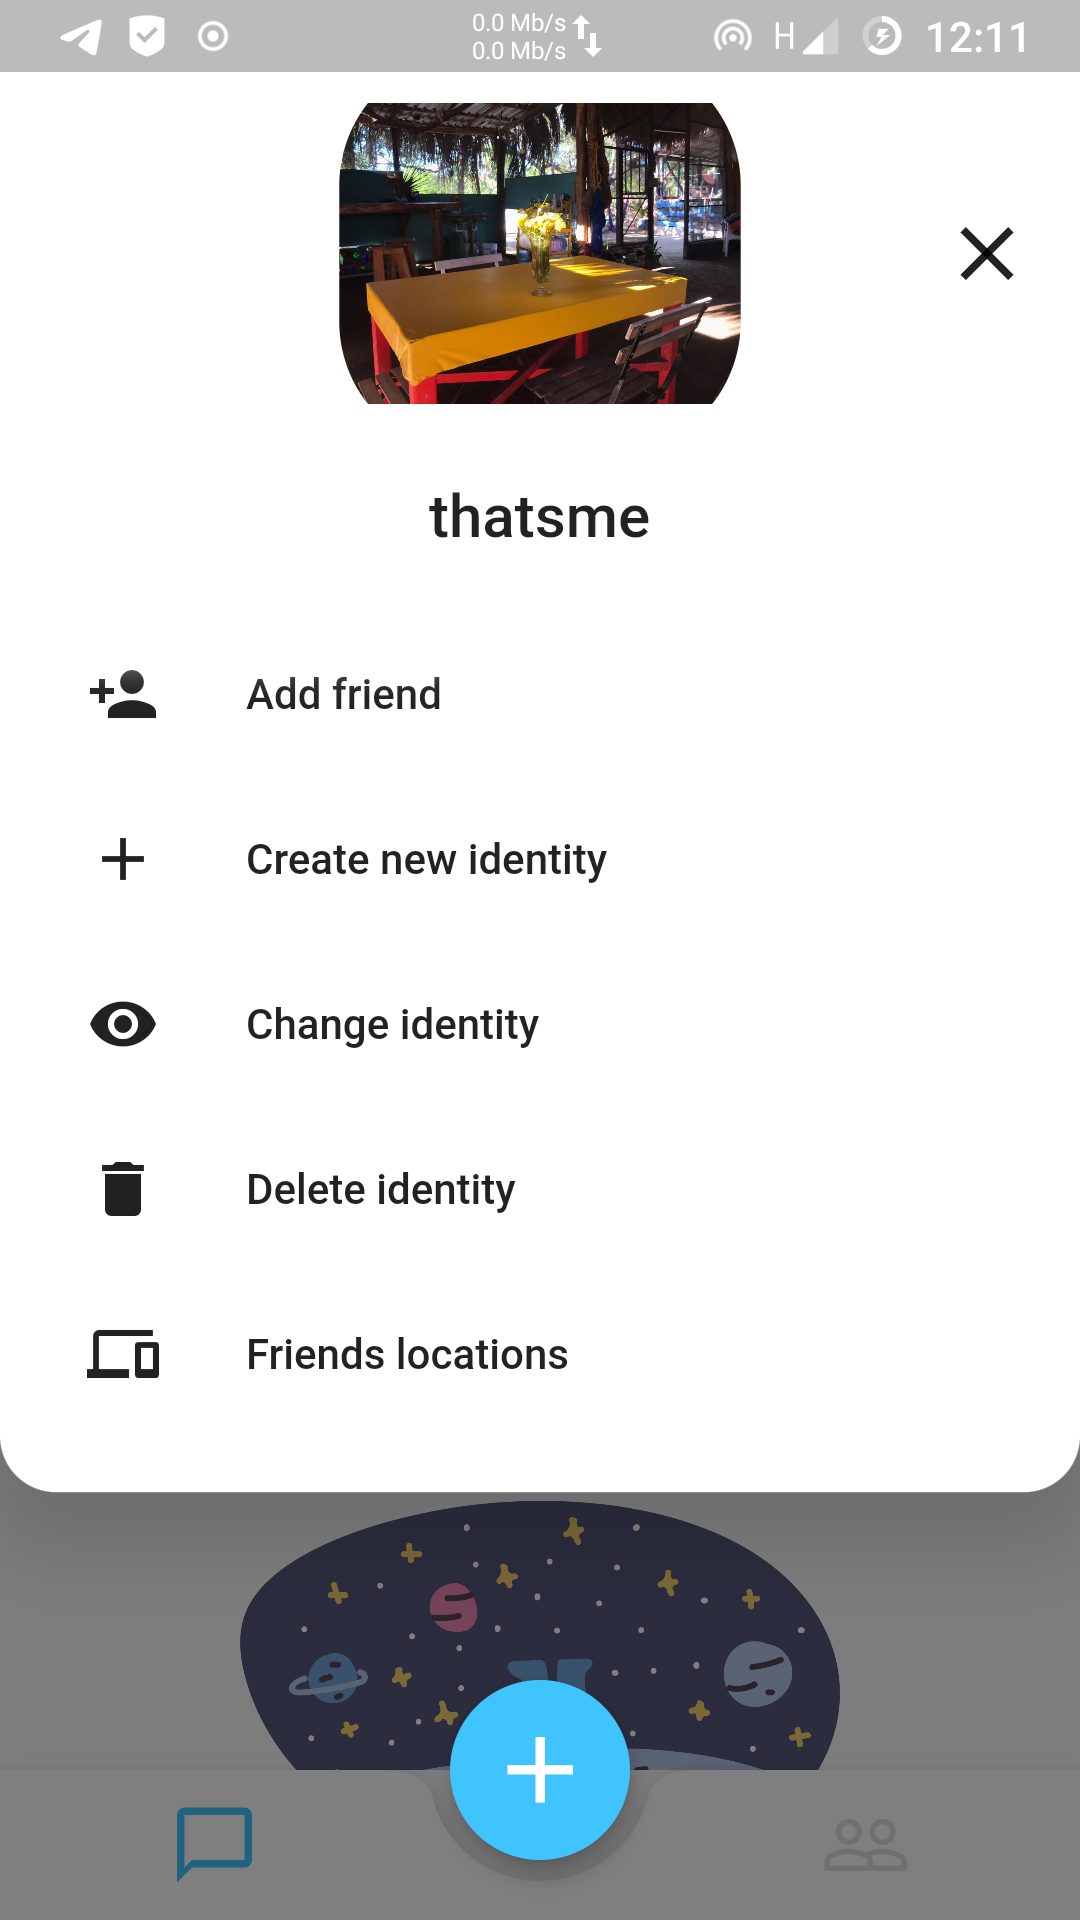 0.0 Mb/s
0.0 Mb/s
H
12:11
thatsme
Add friend
Create new identity
Change identity
Delete identity
Friends locations